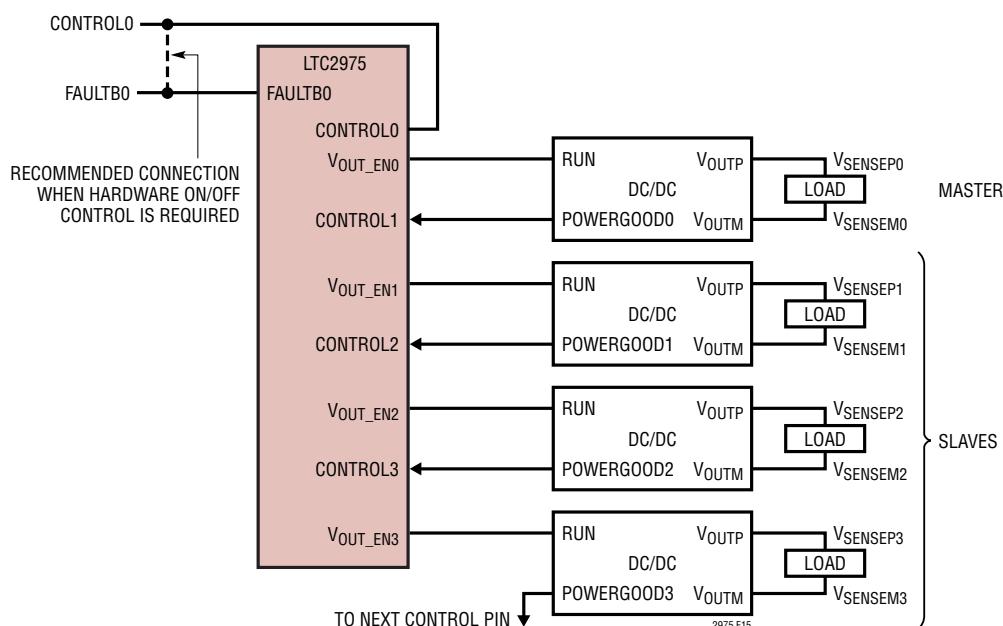 CONTROL0
FAULTB0
RECOMMENDED CONNECTION
WHEN HARDWARE ON/OFF
CONTROL IS REQUIRED
LTC2975
FAULTB0
CONTROL0
VOUT_EN0
CONTROL1
VOUT_EN1
CONTROL2
VOUT_EN2
CONTROL3
VOUT_EN3
RUN
VOUTP
DC/DC
POWERGOOD0
VOUTM
VSENSEP0
LOAD
VSENSEM0
MASTER
RUN
VOUTP
DC/DC
POWERGOOD1
VOUTM
VSENSEP1
LOAD
VSENSEM1
RUN
VOUTP
DC/DC
POWERGOOD2
VOUTM
VSENSEP2
LOAD
VSENSEM2
SLAVES
RUN
VOUTP
DC/DC
POWERGOOD3
VOUTM
VSENSEP3
LOAD
VSENSEM3
TO NEXT CONTROL PIN
2975 F15